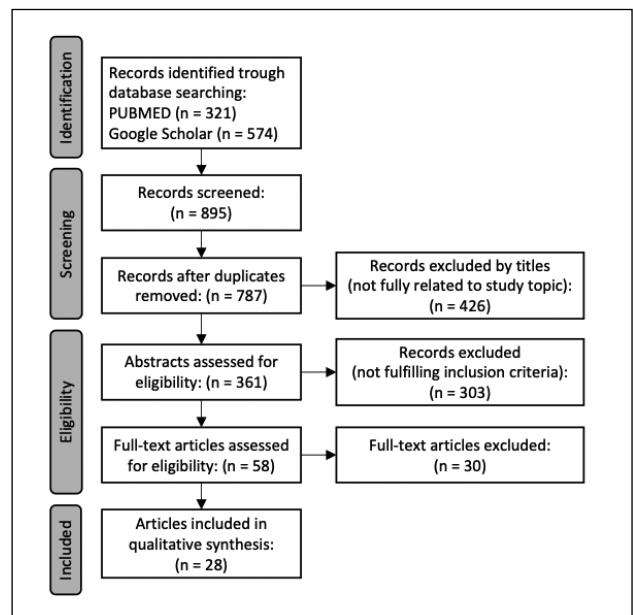 Identification
Records identified trough
database searching:
PUBMED (n = 321)
Google Scholar (n = 574)
Screening
Records screened:
(n = 895)
Records after duplicates
removed: (n = 787)
Records excluded by titles
(not fully related to study topic):
(n = 426)
Eligibility
Abstracts assessed for
eligibility: (n = 361)
Records excluded
(not fulfilling inclusion criteria):
(n = 303)
Full-text articles assessed
for eligibility: (n = 58)
Full-text articles excluded:
(n = 30)
Included
Articles included in
qualitative synthesis:
(n = 28)